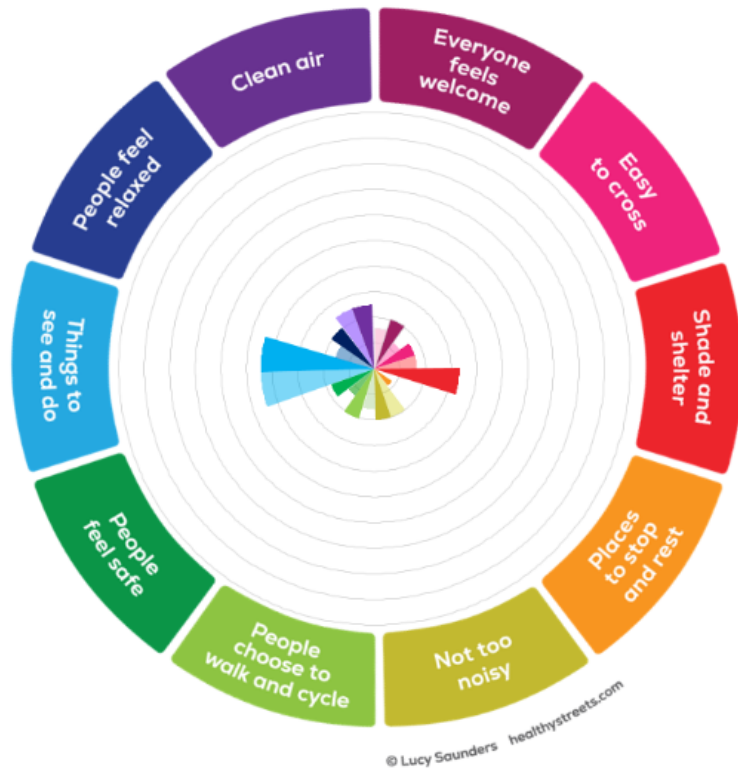 Everyone
feels
welcome
Easy
to cross
Shade and
shelter
Places
to stop
and rest
Not too
noisy
People
choose to
walk and cycle
People
feel safe
Things to
see and do
People feel
relaxed
Clean air
© Lucy Saunders healthystreets.com